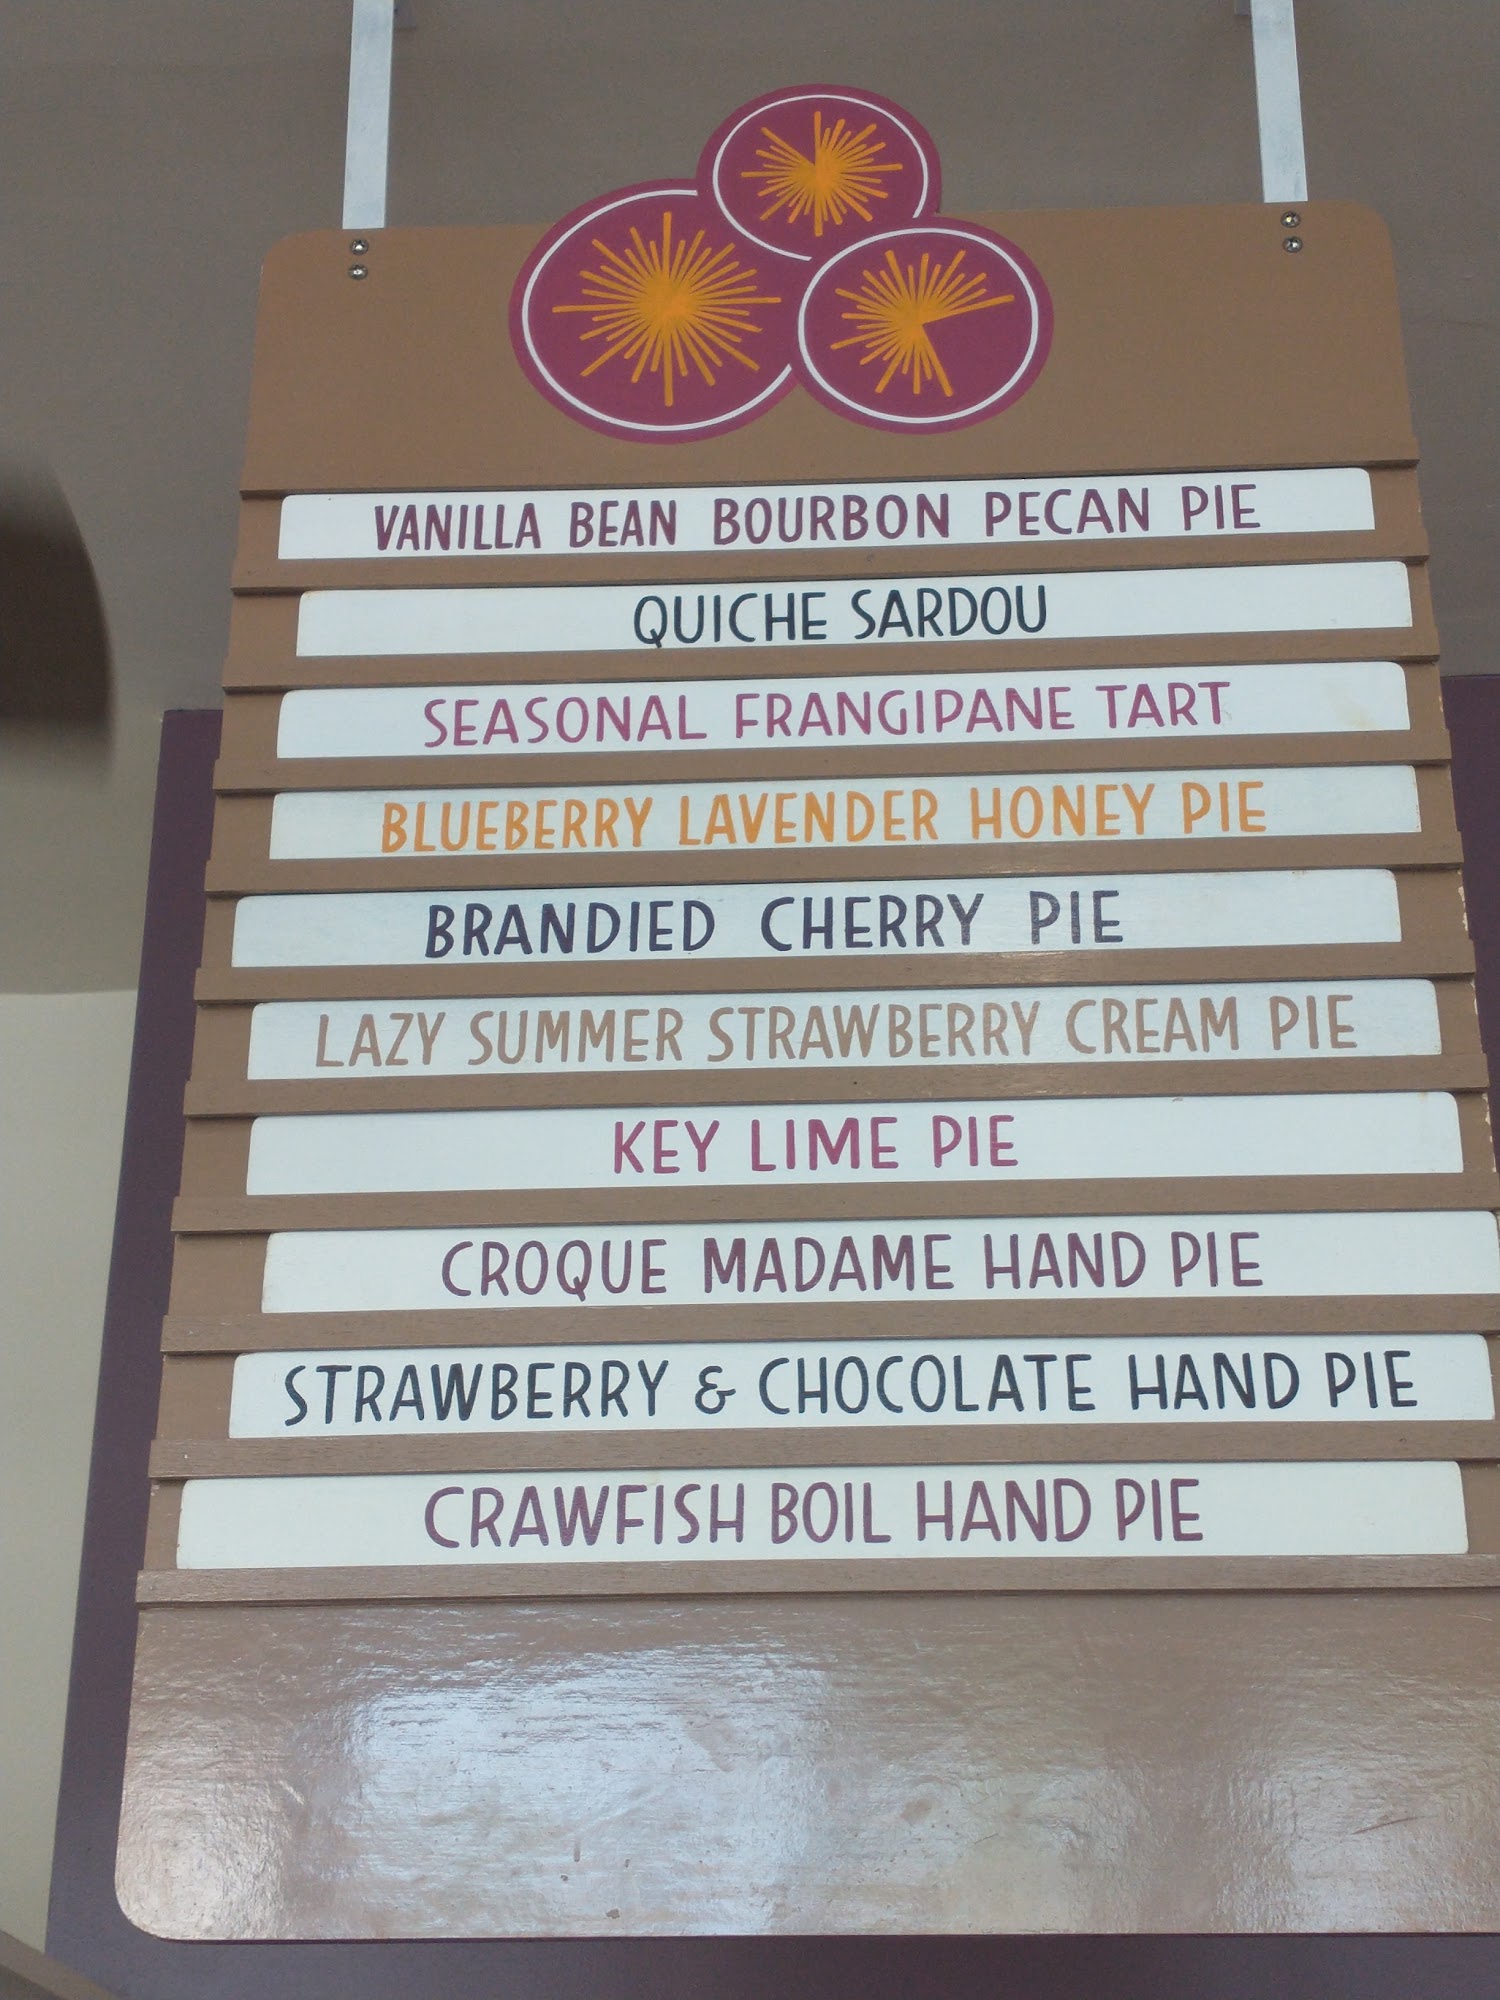 VANILLA BEAN BOURBON PECAN PIE
QUICHE SARDOU
SEASONAL FRANGIPANE TART
BLUEBERRY LAVENDER HONEY PIE
BRANDIED CHERRY PIE
LAZY SUMMER STRAWBERRY CREAM PIE
KEY LIME PIE
CROQUE MADAME HAND PIE
STRAWBERRY & CHOCOLATE HAND PIE
CRAWFISH BOIL HAND PIE